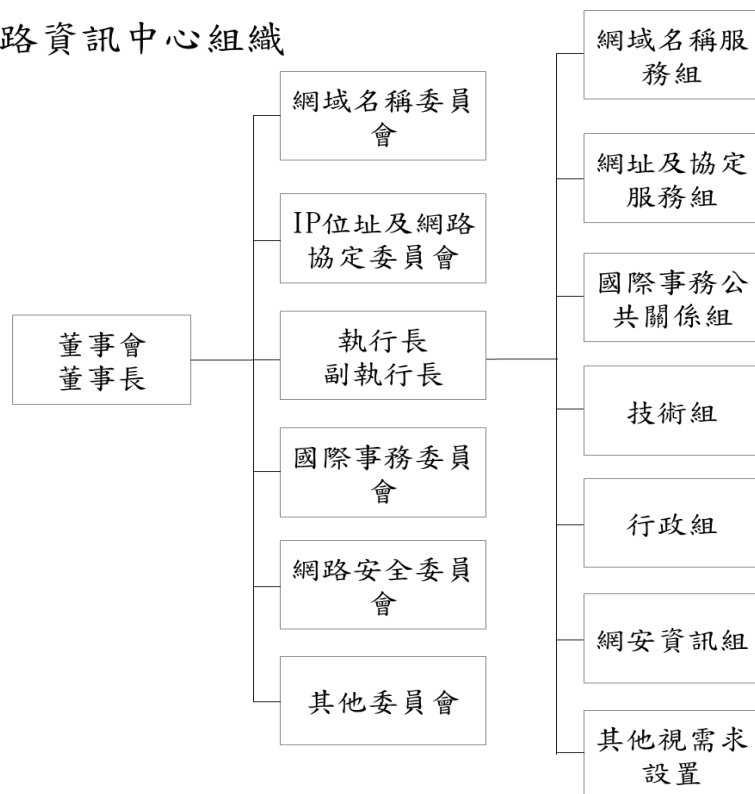 路資訊中心組織
網域名稱委員
會
IP位址及網路
協定委員會
董事會
董事長
執行長
副執行長
國際事務委員
會
網路安全委員
會
其他委員會
網域名稱服
務組
網址及協定
服務組
國際事務公
共關係組
技術組
行政組
網安資訊組
其他視需求
設置